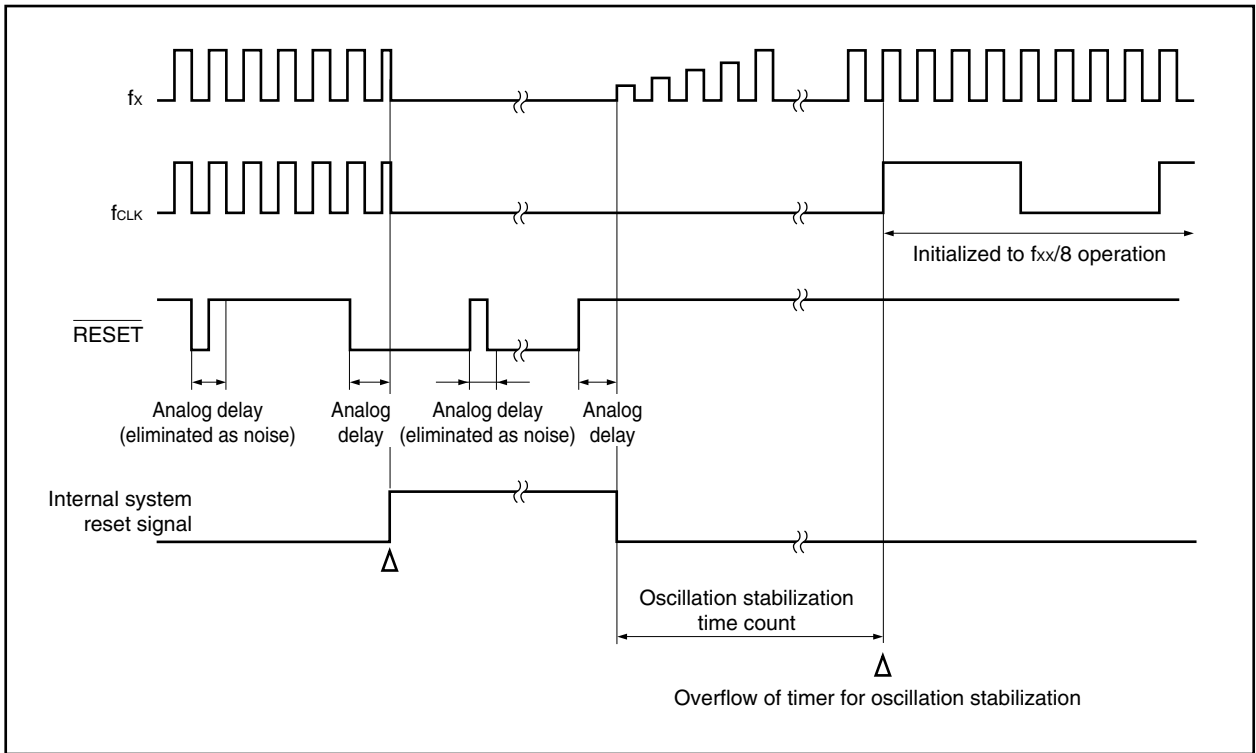 fX
fCLK
Initialized to fXX/8 operation
RESET
Analog delay
(eliminated as noise)
Analog
delay
Analog delay
(eliminated as noise)
Analog
delay
Internal system
reset signal
Oscillation stabilization
time count
Overflow of timer for oscillation stabilization